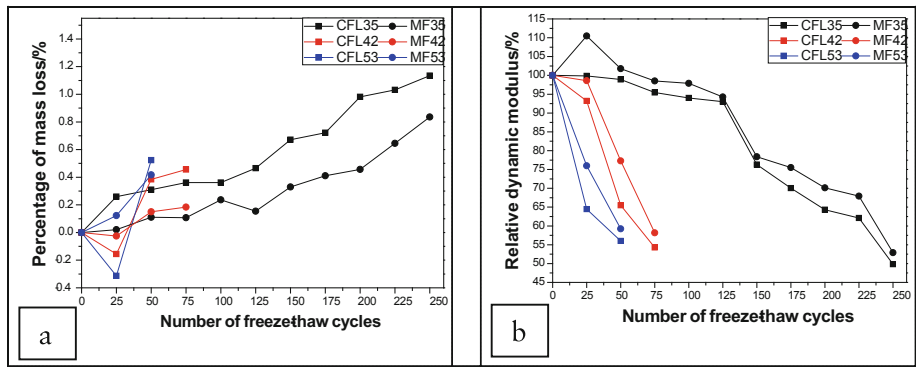 CFL35 MF35
CFL42 MF42
CFL53 MF53
Percentage of mass loss/%
1.4
1.2
1.0
0.8
0.6
0.4
0.2
0.0
0.2
0.4
0 25 50 75 100 125 150 175 200 225 250
Number of freeze-thaw cycles
a
CFL35 MF35
CFL42 MF42
CFL53 MF53
Relative dynamic modulus/%
115
110
105
100
95
90
85
80
75
70
65
60
55
50
45
0 25 50 75 100 125 150 175 200 225 250
Number of freeze-thaw cycles
b